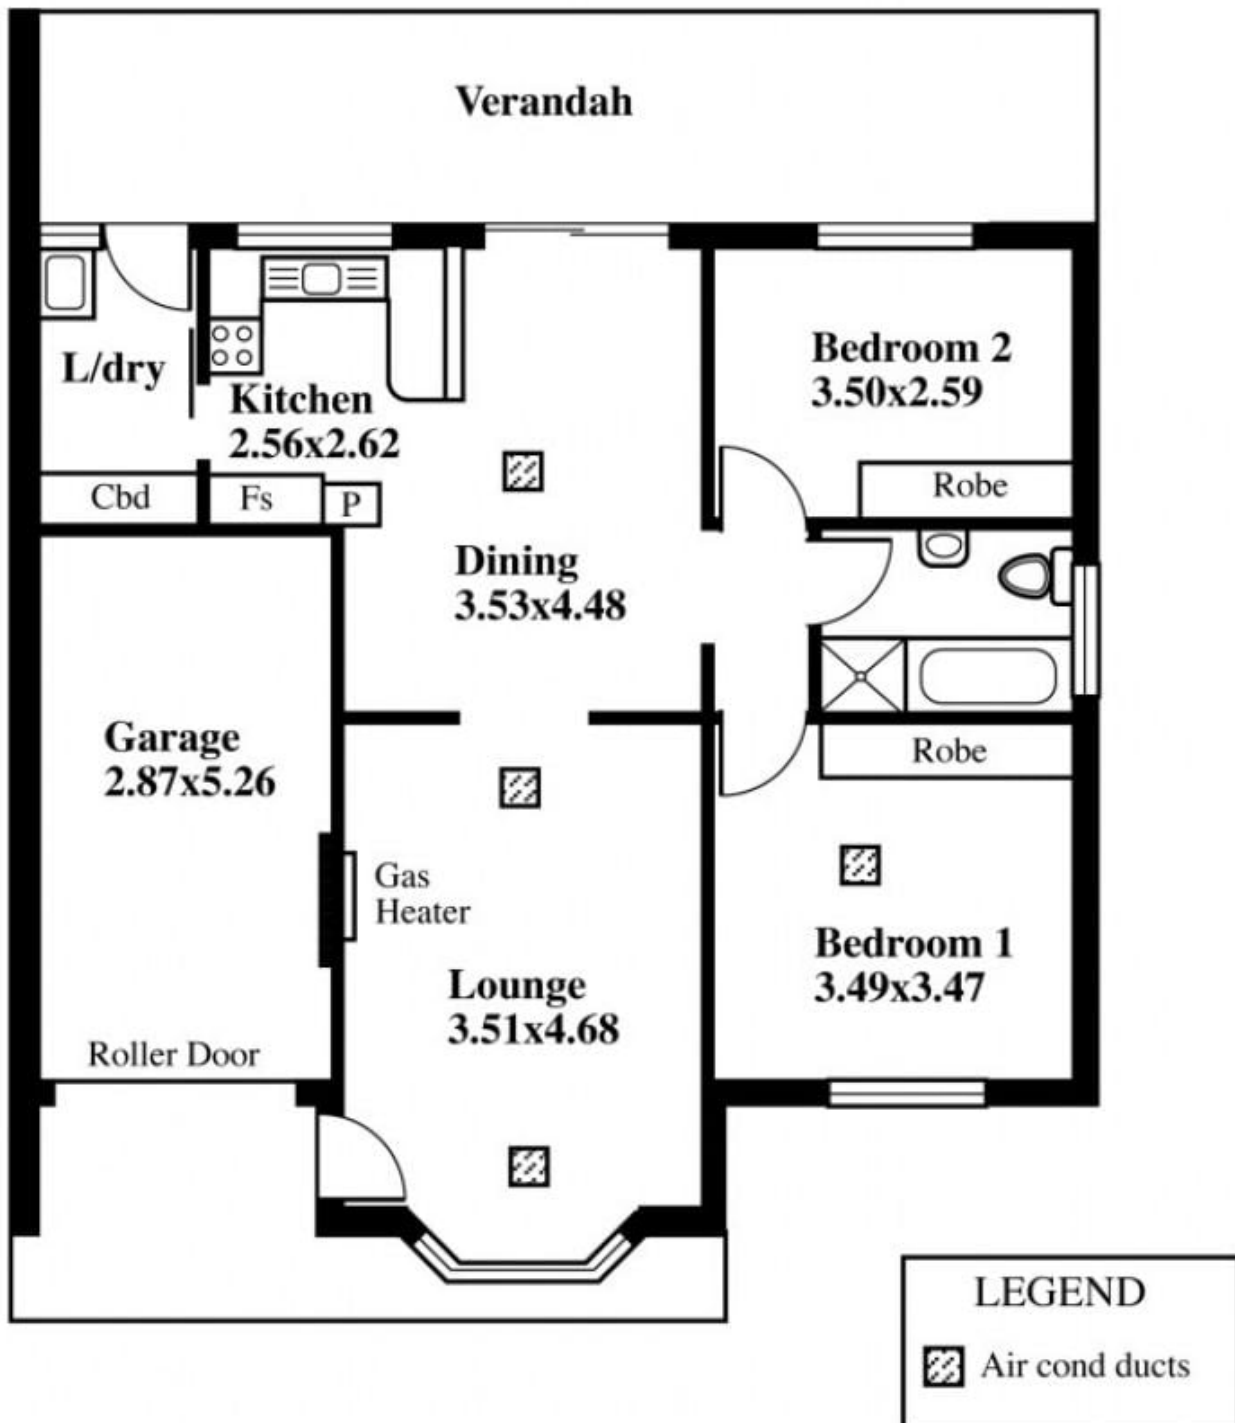 Verandah
L/dry
Kitchen
2.56x2.62
Bedroom 2
3.50x2.59
Cbd
Fs
P
Robe
Dining
3.53x4.48
Garage
2.87x5.26
Robe
Gas
Heater
Bedroom 1
3.49x3.47
Lounge
3.51x4.68
Roller Door
LEGEND
Air cond ducts